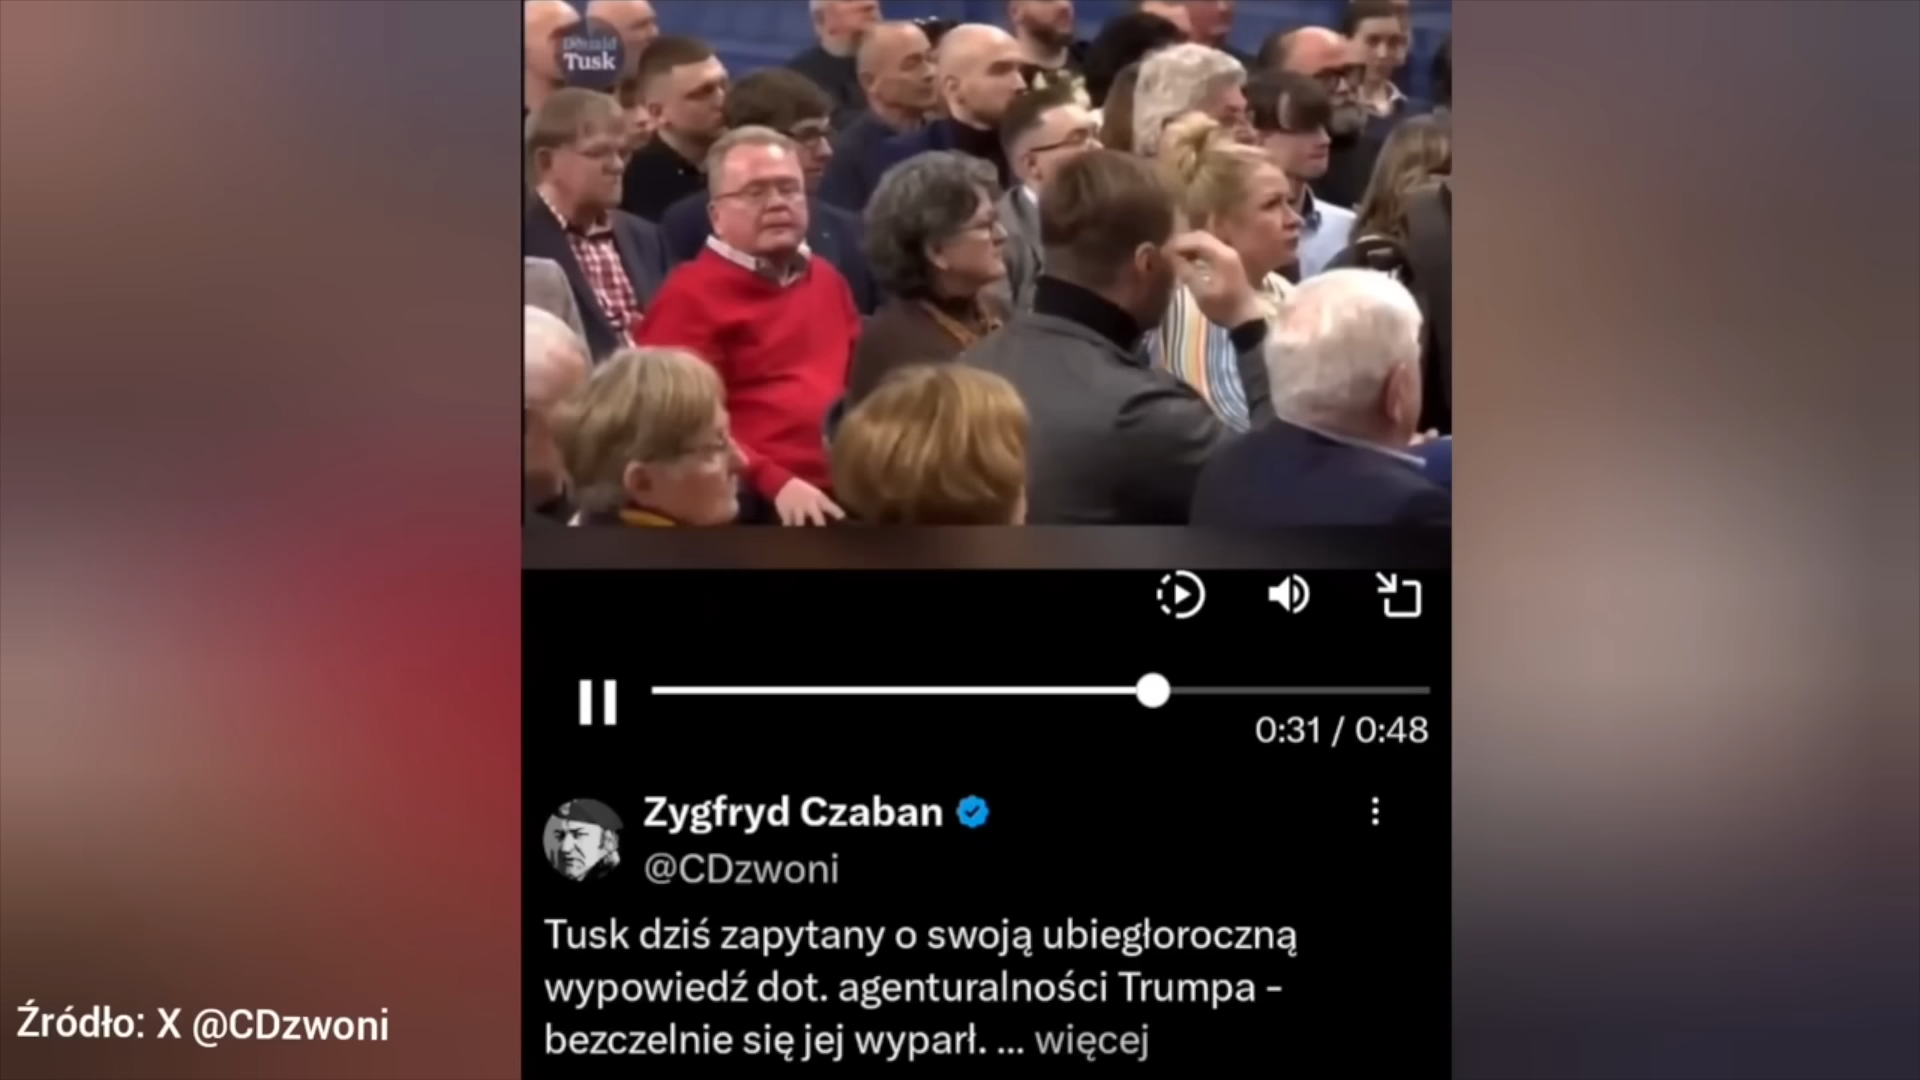 Donald
Tusk
0:31 / 0:48
Zygfryd Czaban
@CDzwoni
Tusk dziś zapytany o swoją ubiegłoroczną
wypowiedź dot. agenturalności Trumpa -
bezczelnie się jej wyparł. ... więcej
Źródło: X @CDzwoni